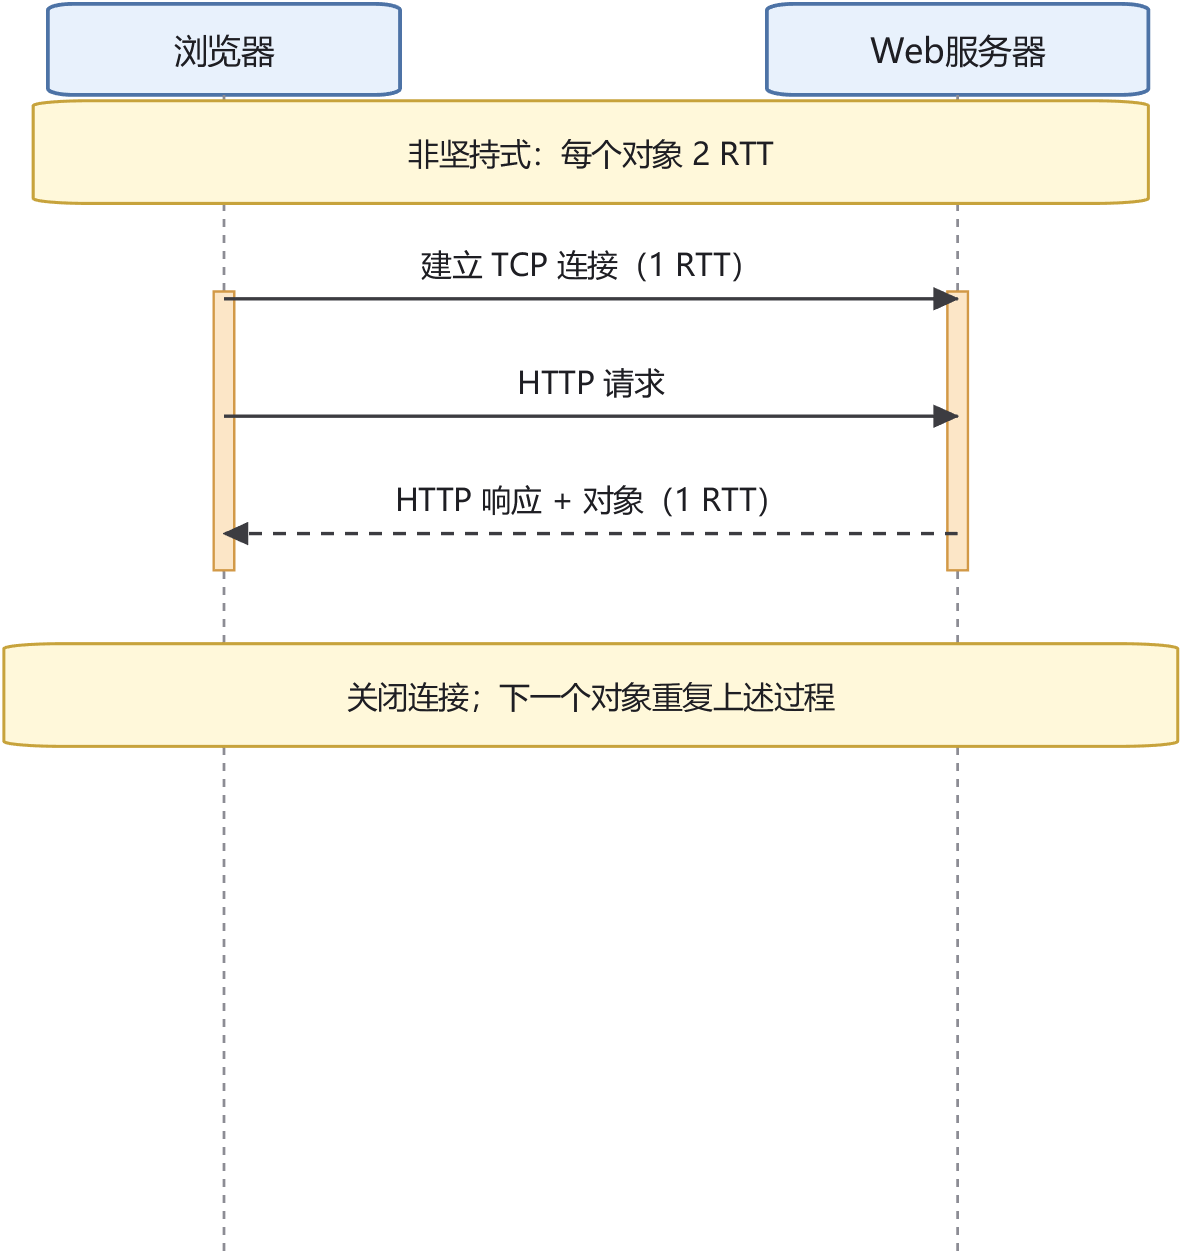 浏览器
Web服务器
非坚持式：每个对象 2 RTT
建立 TCP 连接（1 RTT）
HTTP 请求
HTTP 响应 + 对象（1 RTT）
关闭连接；下一个对象重复上述过程